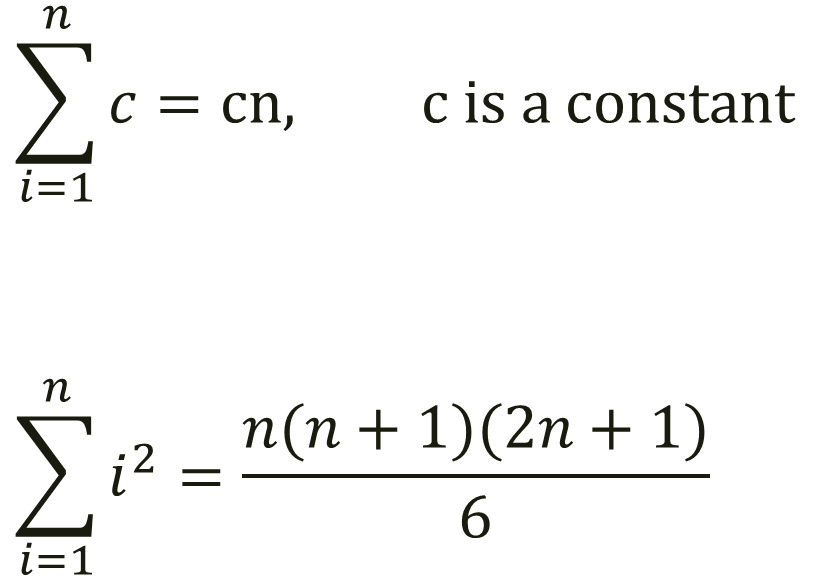 n
∑ c = cn, c is a constant
i=1
n
∑ i² = n(n + 1)(2n + 1)
6
i=1